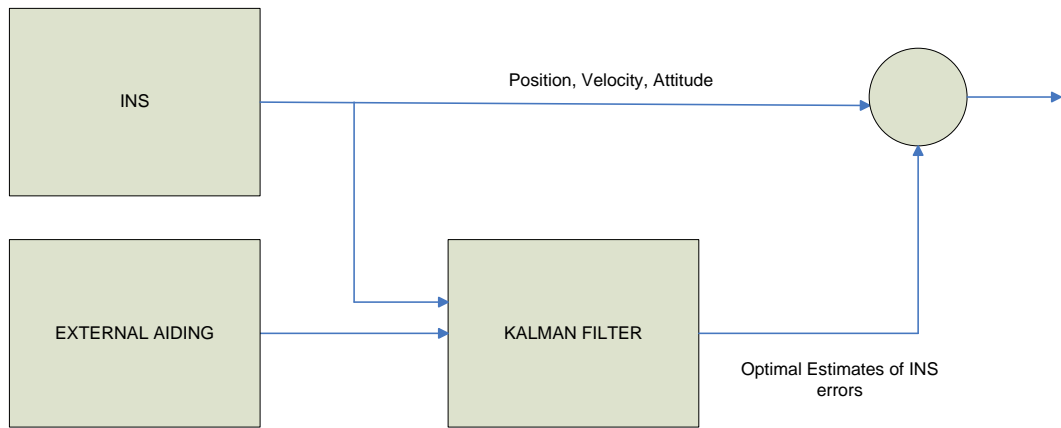 INS
Position, Velocity, Attitude
EXTERNAL AIDING
KALMAN FILTER
Optimal Estimates of INS
errors